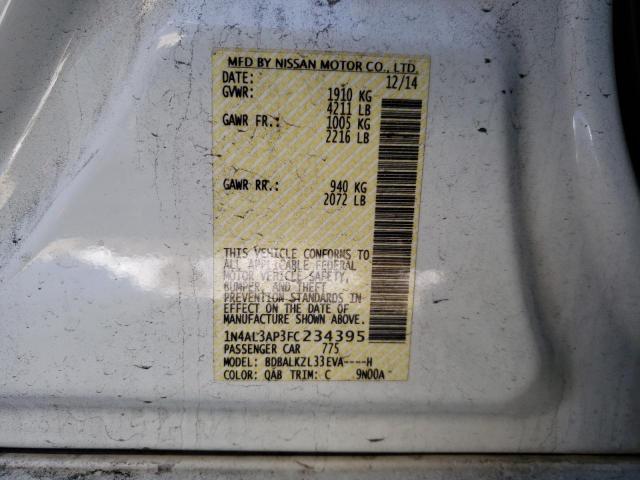 MFD BY NISSAN MOTOR CO., LTD.
DATE: 12/14
GVWR: 1910 KG
4211 LB
GAWR FR.: 1005 KG
2216 LB
GAWR RR.: 940 KG
2072 LB
THIS VEHICLE CONFORMS TO
ALL APPLICABLE FEDERAL
MOTOR VEHICLE SAFETY,
BUMPER, AND THEFT
PREVENTION STANDARDS IN
EFFECT ON THE DATE OF
MANUFACTURE SHOWN ABOVE.
1N4AL3AP3FC234395
PASSENGER CAR 775
MODEL: BDBALKZL33EVA----H
COLOR: QAB TRIM: C 9N00A